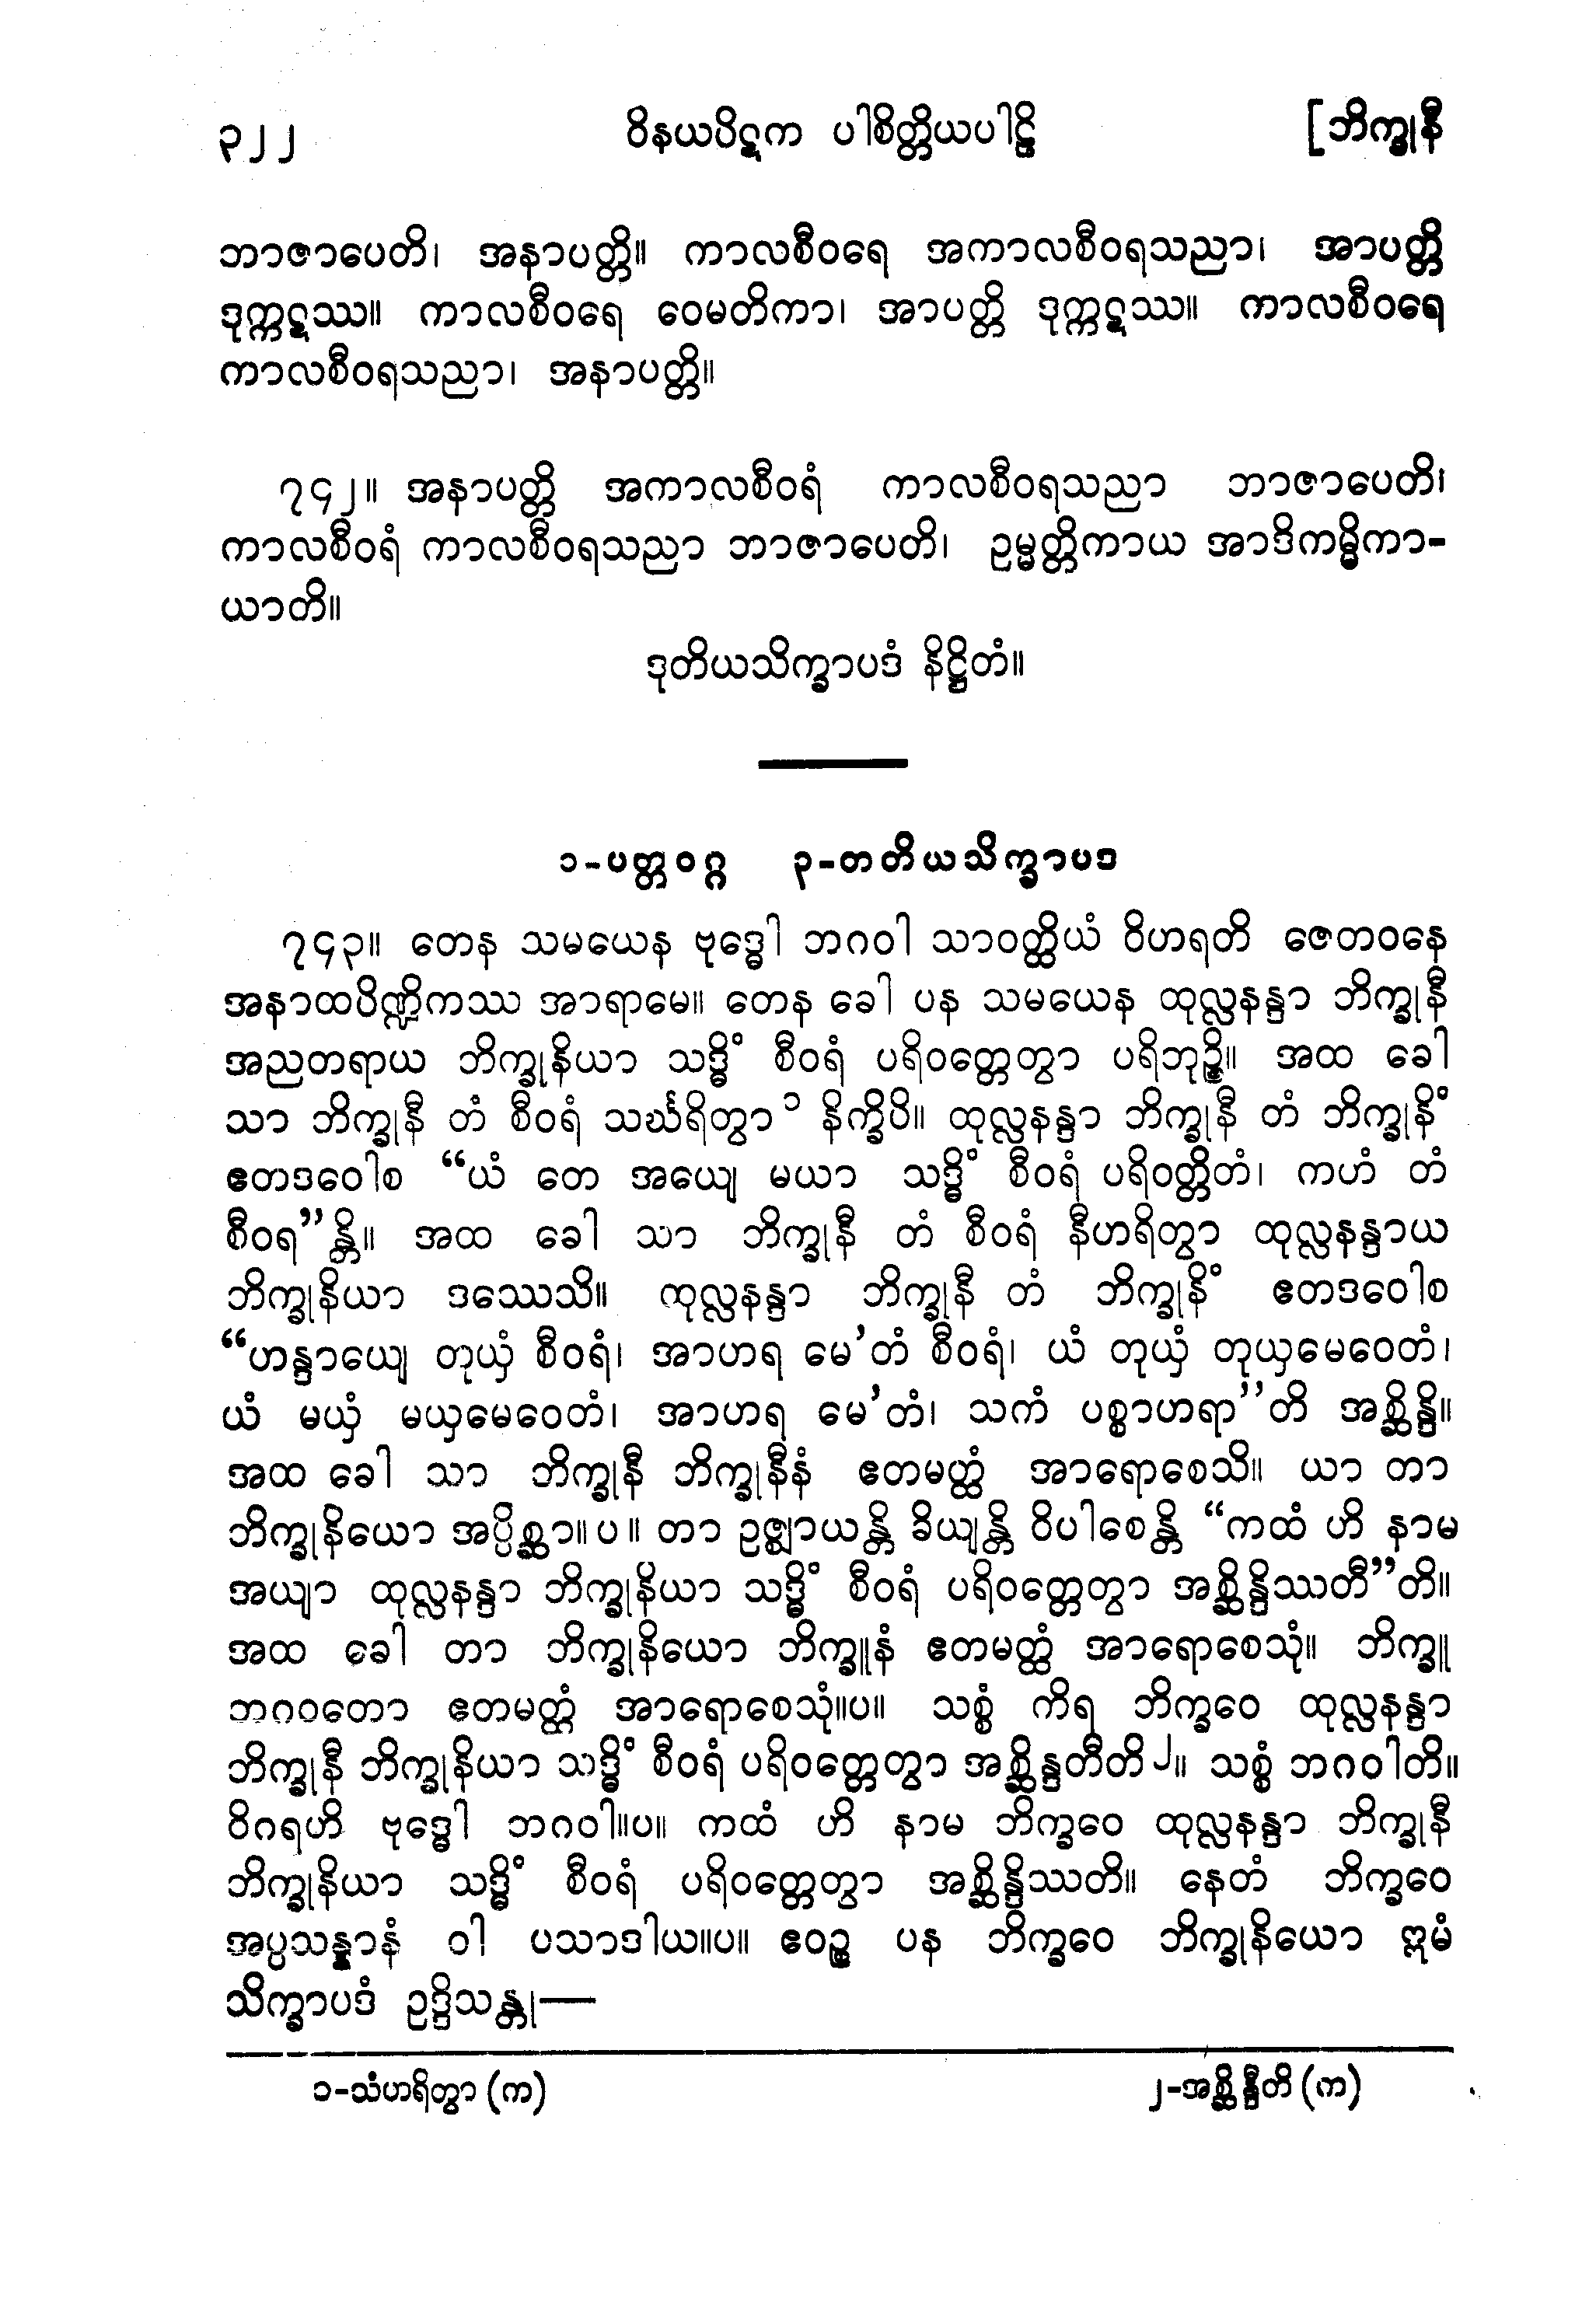 ၃၂၂ ဝိနယပိဋက ပါစိတ္တိယပါဠိ [ဘိက္ခုနီ
ဘာဇာပေတိ၊ အနာပတ္တိ။ ကာလစီဝရေ အကာလစီဝရသညာ၊ အာပတ္တိ
ဒုက္ကဋဿ။ ကာလစီဝရေ ဝေမတိကာ၊ အာပတ္တိ ဒုက္ကဋဿ။ ကာလစီဝရေ
ကာလစီဝရသညာ၊ အနာပတ္တိ။
၇၄၂။ အနာပတ္တိ အကာလစီဝရံ ကာလစီဝရသညာ ဘာဇာပေတိ၊
ကာလစီဝရံ ကာလစီဝရသညာ ဘာဇာပေတိ၊ ဥမ္မတ္တိကာယ အာဒိကမ္မိကာ-
ယာတိ။
ဒုတိယသိက္ခာပဒံ နိဋ္ဌိတံ။
၁-ပတ္တဝဂ္ဂ ၃-တတိယသိက္ခာပဒ
၇၄၃။ တေန သမယေန ဗုဒ္ဓေါ ဘဂဝါ သာဝတ္ထိယံ ဝိဟရတိ ဇေတဝနေ
အနာထပိဏ္ဍိကဿ အာရာမေ။ တေန ခေါ ပန သမယေန ထုလ္လနန္ဒာ ဘိက္ခုနီ
အညတရာယ ဘိက္ခုနိယာ သဒ္ဓိံ စီဝရံ ပရိဝတ္တေတွာ ပရိဘုဉ္ဇိ။ အထ ခေါ
သာ ဘိက္ခုနီ တံ စီဝရံ သင်္ဃရိတွာ၁ နိက္ခိပိ။ ထုလ္လနန္ဒာ ဘိက္ခုနီ တံ ဘိက္ခုနိံ
ဧတဒဝေါစ “ယံ တေ အယျေ မယာ သဒ္ဓိံ စီဝရံ ပရိဝတ္တိတံ၊ ကဟံ တံ
စီဝရ”န္တိ။ အထ ခေါ သာ ဘိက္ခုနီ တံ စီဝရံ နီဟရိတွာ ထုလ္လနန္ဒာယ
ဘိက္ခုနိယာ ဒဿေသိ။ ထုလ္လနန္ဒာ ဘိက္ခုနီ တံ ဘိက္ခုနိံ ဧတဒဝေါစ
“ဟန္ဒာယျေ တုယှံ စီဝရံ၊ အာဟရ မေ’တံ စီဝရံ၊ ယံ တုယှံ တုယှမေဝေတံ၊
ယံ မယှံ မယှမေဝေတံ၊ အာဟရ မေ’တံ၊ သကံ ပစ္စာဟရာ”တိ အစ္ဆိန္ဒိ။
အထ ခေါ သာ ဘိက္ခုနီ ဘိက္ခုနီနံ ဧတမတ္ထံ အာရောစေသိ။ ယာ တာ
ဘိက္ခုနိယော အပ္ပိစ္ဆာ။ပ။ တာ ဥဇ္ဈာယန္တိ ခိယျန္တိ ဝိပါစေန္တိ “ကထံ ဟိ နာမ
အယျာ ထုလ္လနန္ဒာ ဘိက္ခုနိယာ သဒ္ဓိံ စီဝရံ ပရိဝတ္တေတွာ အစ္ဆိန္ဒိဿတီ”တိ။
အထ ခေါ တာ ဘိက္ခုနိယော ဘိက္ခူနံ ဧတမတ္ထံ အာရောစေသုံ။ ဘိက္ခူ
ဘဂဝတော ဧတမတ္ထံ အာရောစေသုံ။ပ။ သစ္စံ ကိရ ဘိက္ခဝေ ထုလ္လနန္ဒာ
ဘိက္ခုနီ ဘိက္ခုနိယာ သဒ္ဓိံ စီဝရံ ပရိဝတ္တေတွာ အစ္ဆိန္ဒတီတိ၂။ သစ္စံ ဘဂဝါတိ။
ဝိဂရဟိ ဗုဒ္ဓေါ ဘဂဝါ။ပ။ ကထံ ဟိ နာမ ဘိက္ခဝေ ထုလ္လနန္ဒာ ဘိက္ခုနီ
ဘိက္ခုနိယာ သဒ္ဓိံ စီဝရံ ပရိဝတ္တေတွာ အစ္ဆိန္ဒိဿတိ။ နေတံ ဘိက္ခဝေ
အပ္ပသန္နာနံ ဝါ ပသာဒါယ။ပ။ ဧဝဉ္စ ပန ဘိက္ခဝေ ဘိက္ခုနိယော ဣမံ
သိက္ခာပဒံ ဥဒ္ဒိသန္တု—
၁-သံဟရိတွာ (က) ၂-အစ္ဆိန္ဒီတိ (က)